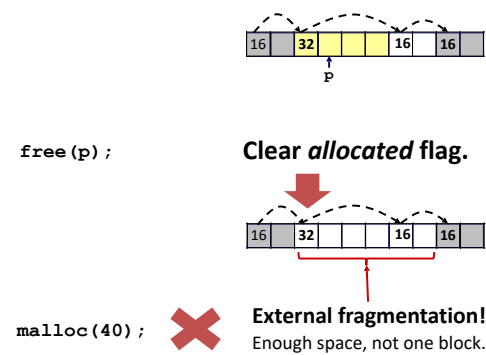 16 32 16 16
p
free(p); Clear allocated flag.
16 32 16 16
External fragmentation!
malloc(40); Enough space, not one block.